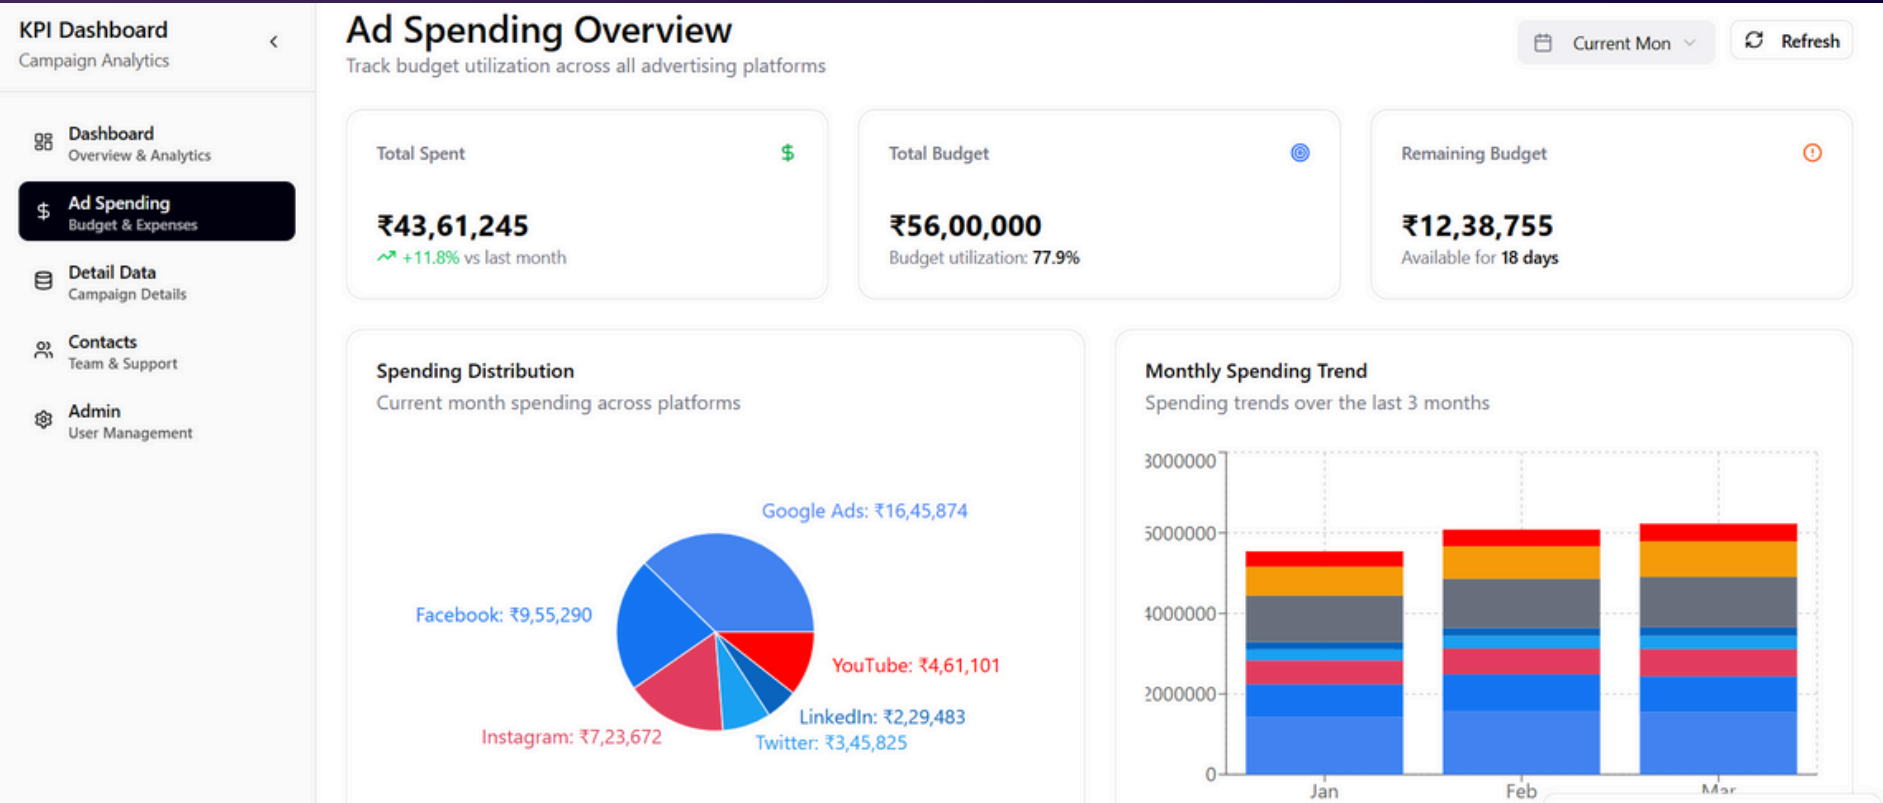 KPI Dashboard
Campaign Analytics
Dashboard
Overview & Analytics
Ad Spending
Budget & Expenses
Detail Data
Campaign Details
Contacts
Team & Support
Admin
User Management
Ad Spending Overview
Track budget utilization across all advertising platforms
Current Mon
Refresh
Total Spent
₹43,61,245
+11.8% vs last month
Total Budget
₹56,00,000
Budget utilization: 77.9%
Remaining Budget
₹12,38,755
Available for 18 days
Spending Distribution
Current month spending across platforms
Google Ads: ₹16,45,874
Facebook: ₹9,55,290
YouTube: ₹4,61,101
LinkedIn: ₹2,29,483
Instagram: ₹7,23,672
Twitter: ₹3,45,825
Monthly Spending Trend
Spending trends over the last 3 months
8000000
6000000
4000000
2000000
0
Jan
Feb
Mar